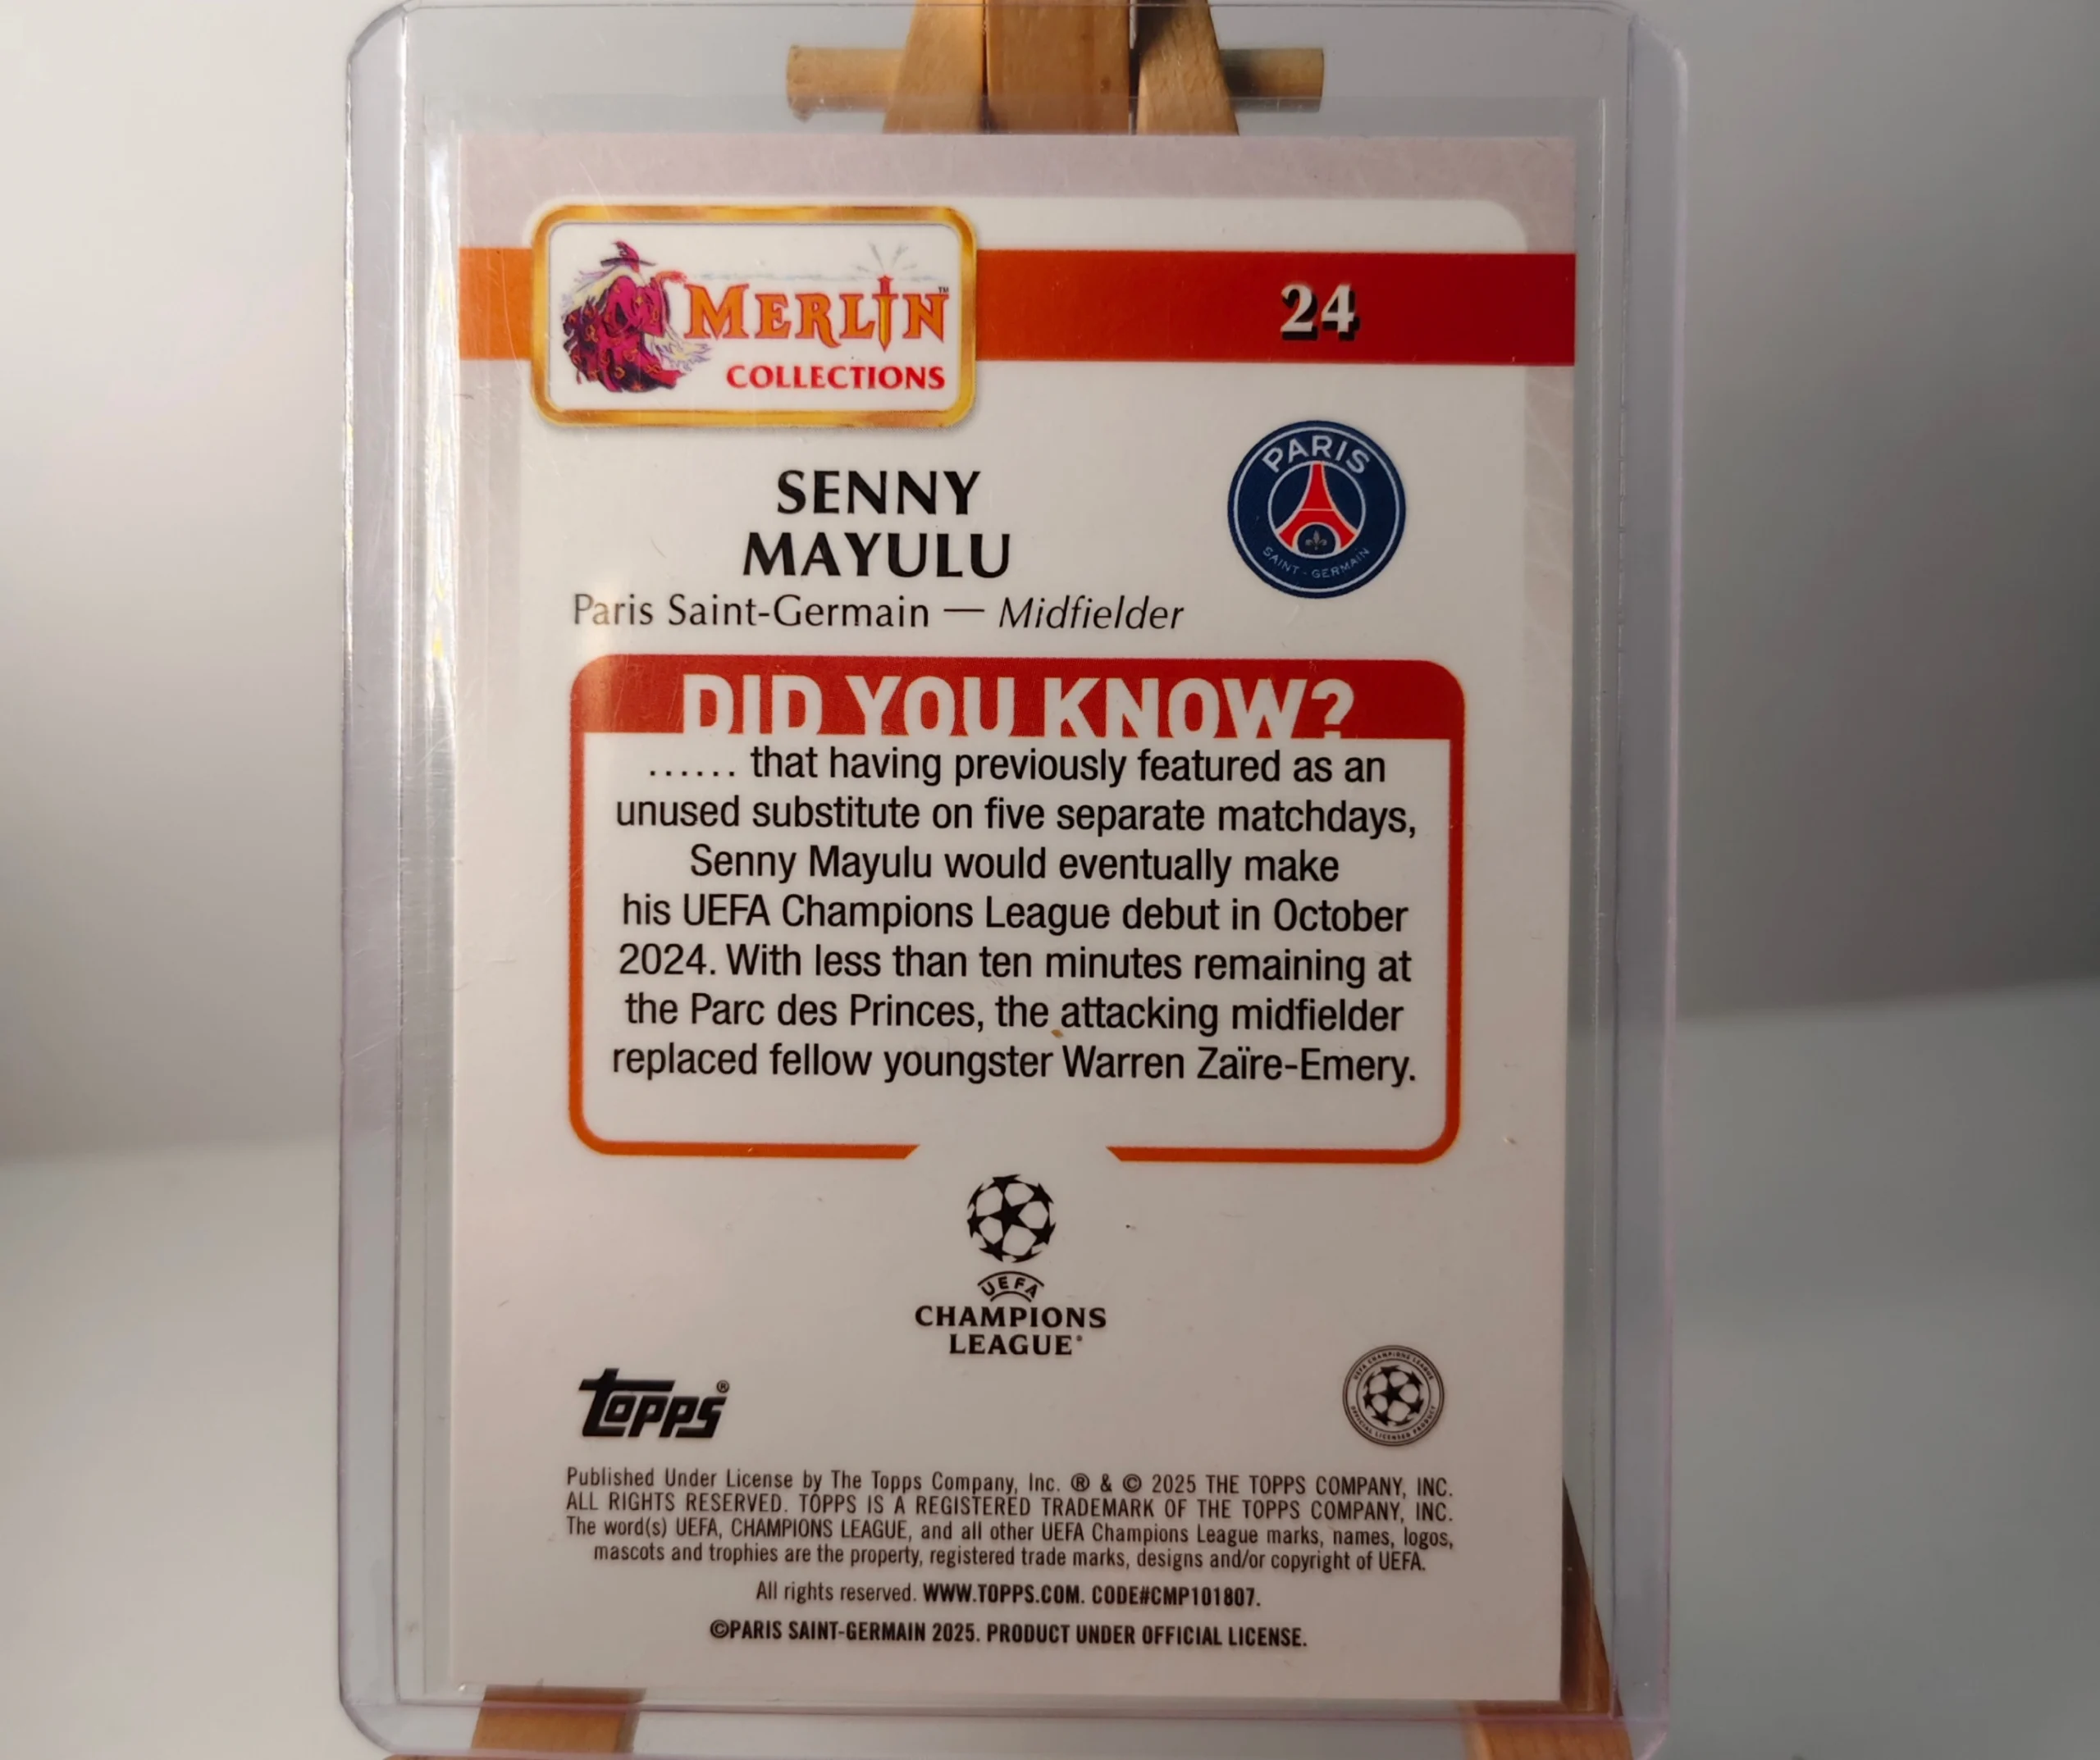 MERLIN™
COLLECTIONS
24
SENNY
MAYULU
Paris Saint-Germain — Midfielder
PARIS
SAINT - GERMAIN
DID YOU KNOW?
...... that having previously featured as an
unused substitute on five separate matchdays,
Senny Mayulu would eventually make
his UEFA Champions League debut in October
2024. With less than ten minutes remaining at
the Parc des Princes, the attacking midfielder
replaced fellow youngster Warren Zaïre-Emery.
UEFA
CHAMPIONS
LEAGUE®
topps®
UEFA CHAMPIONS LEAGUE
OFFICIAL LICENSED PRODUCT
Published Under License by The Topps Company, Inc. ® & © 2025 THE TOPPS COMPANY, INC.
ALL RIGHTS RESERVED. TOPPS IS A REGISTERED TRADEMARK OF THE TOPPS COMPANY, INC.
The word(s) UEFA, CHAMPIONS LEAGUE, and all other UEFA Champions League marks, names, logos,
mascots and trophies are the property, registered trade marks, designs and/or copyright of UEFA.
All rights reserved. WWW.TOPPS.COM. CODE#CMP101807.
©PARIS SAINT-GERMAIN 2025. PRODUCT UNDER OFFICIAL LICENSE.